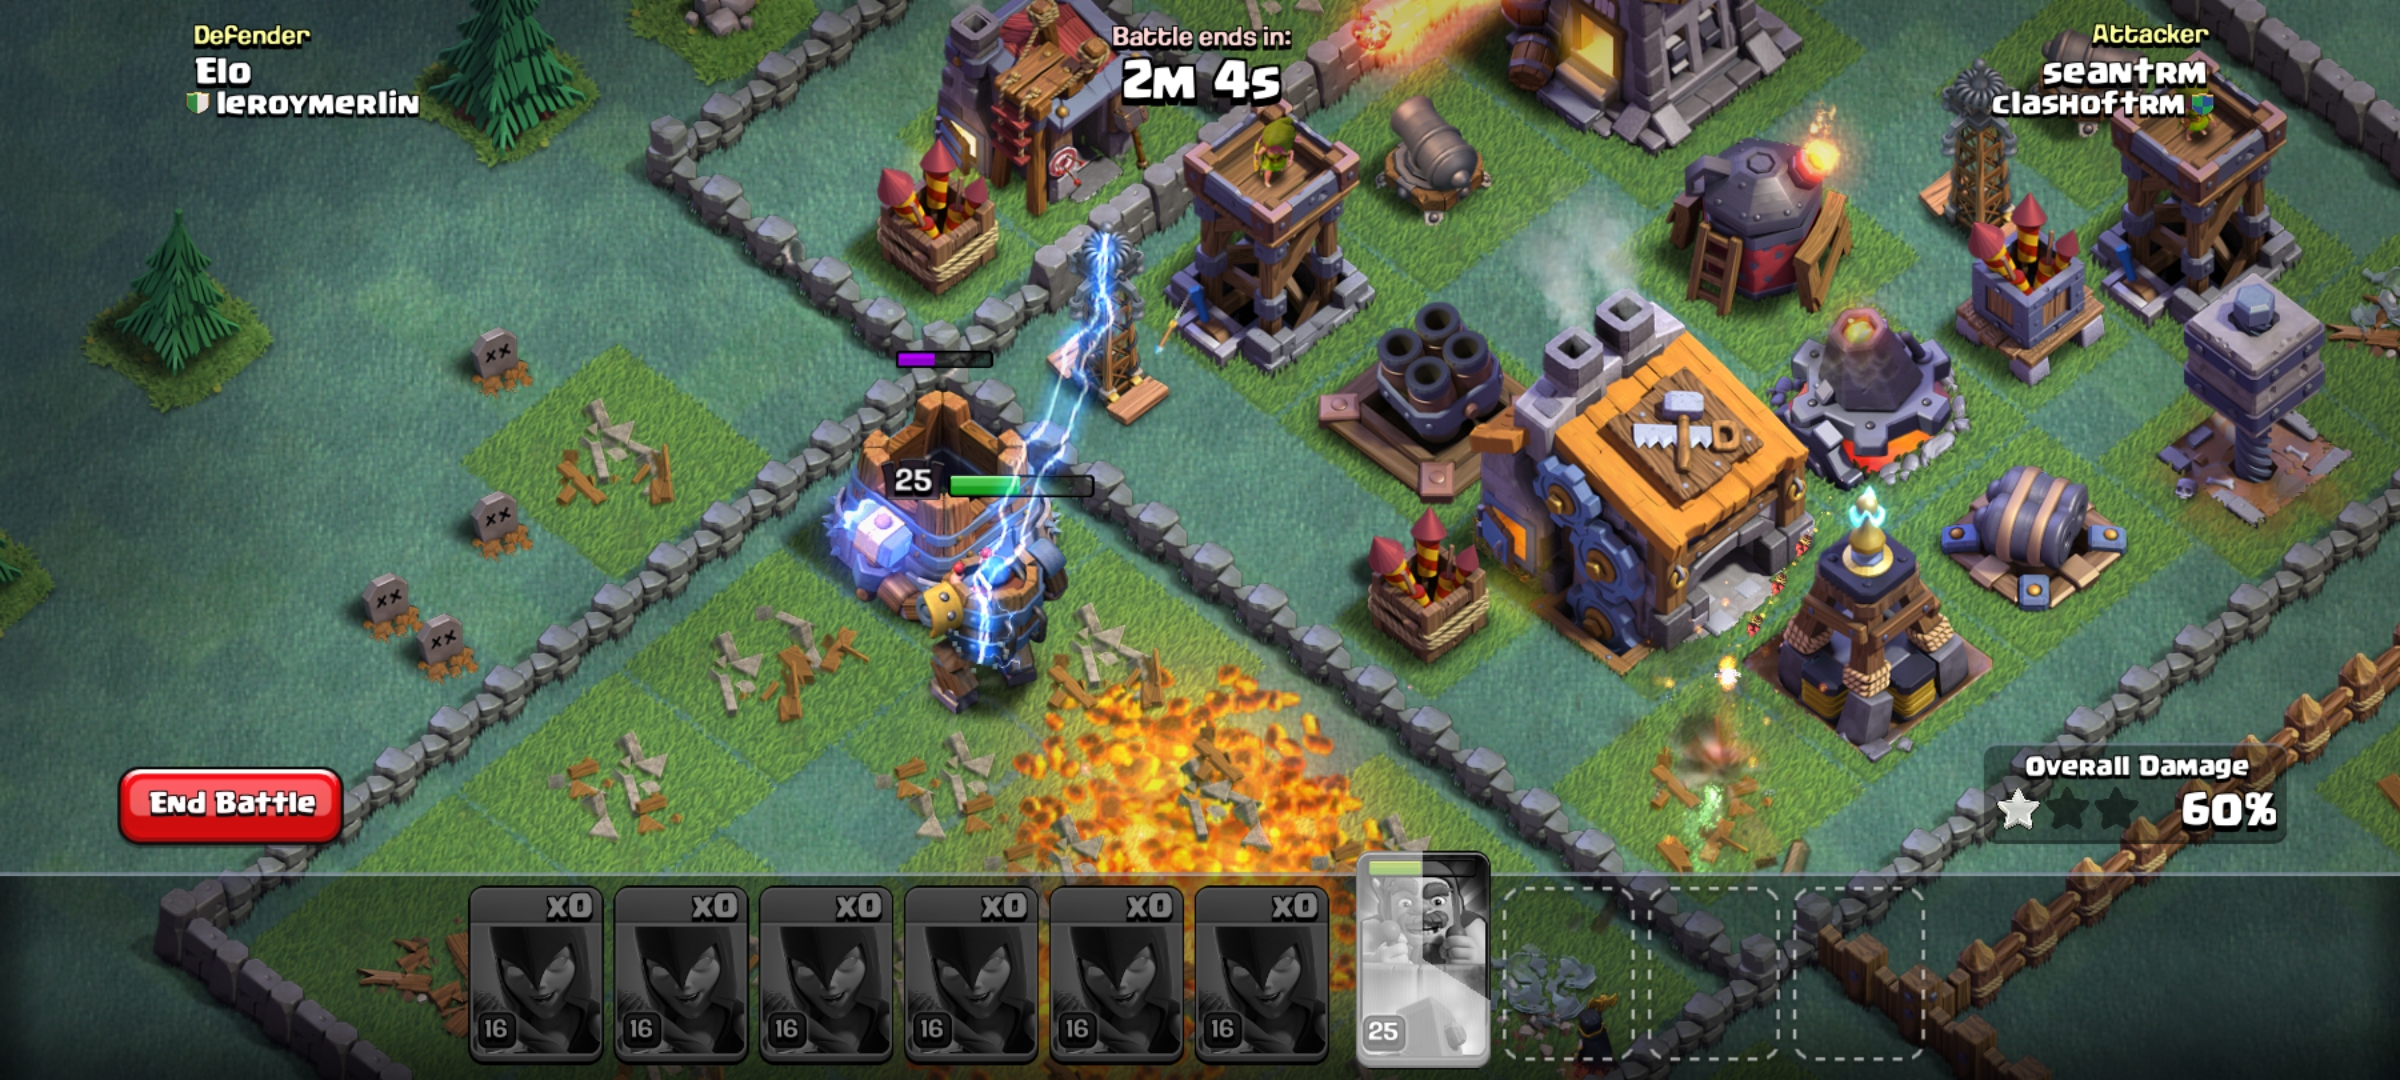 Defender
Elo
leroymerlin
Battle ends in:
2m 4s
Attacker
seantrm
clashoftrm
25
End Battle
Overall Damage
60%
x0
x0
x0
x0
x0
x0
16
16
16
16
16
16
25